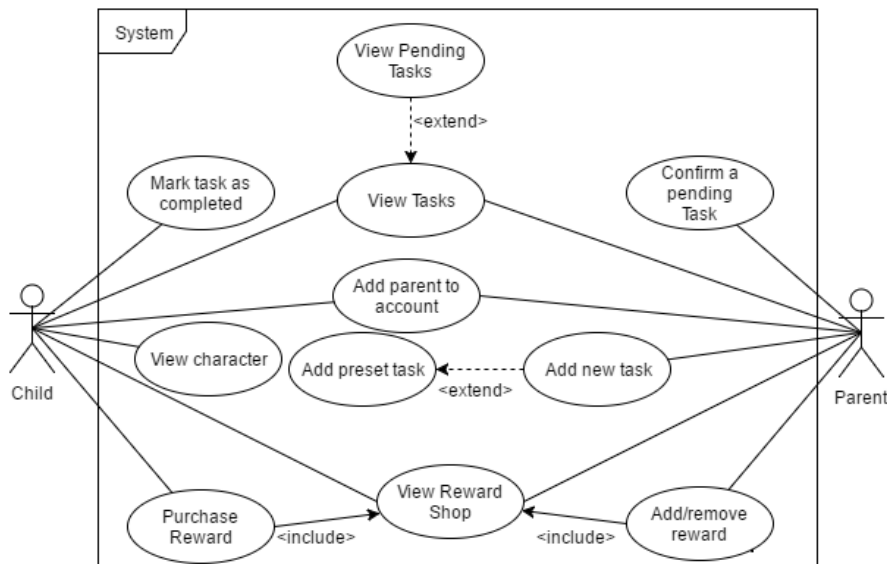 System
View Pending
Tasks
<extend>
Mark task as
completed
View Tasks
Confirm a
pending
Task
Add parent to
account
View character
Add preset task
<extend>
Add new task
Child
Parent
Purchase
Reward
<include>
View Reward
Shop
<include>
Add/remove
reward